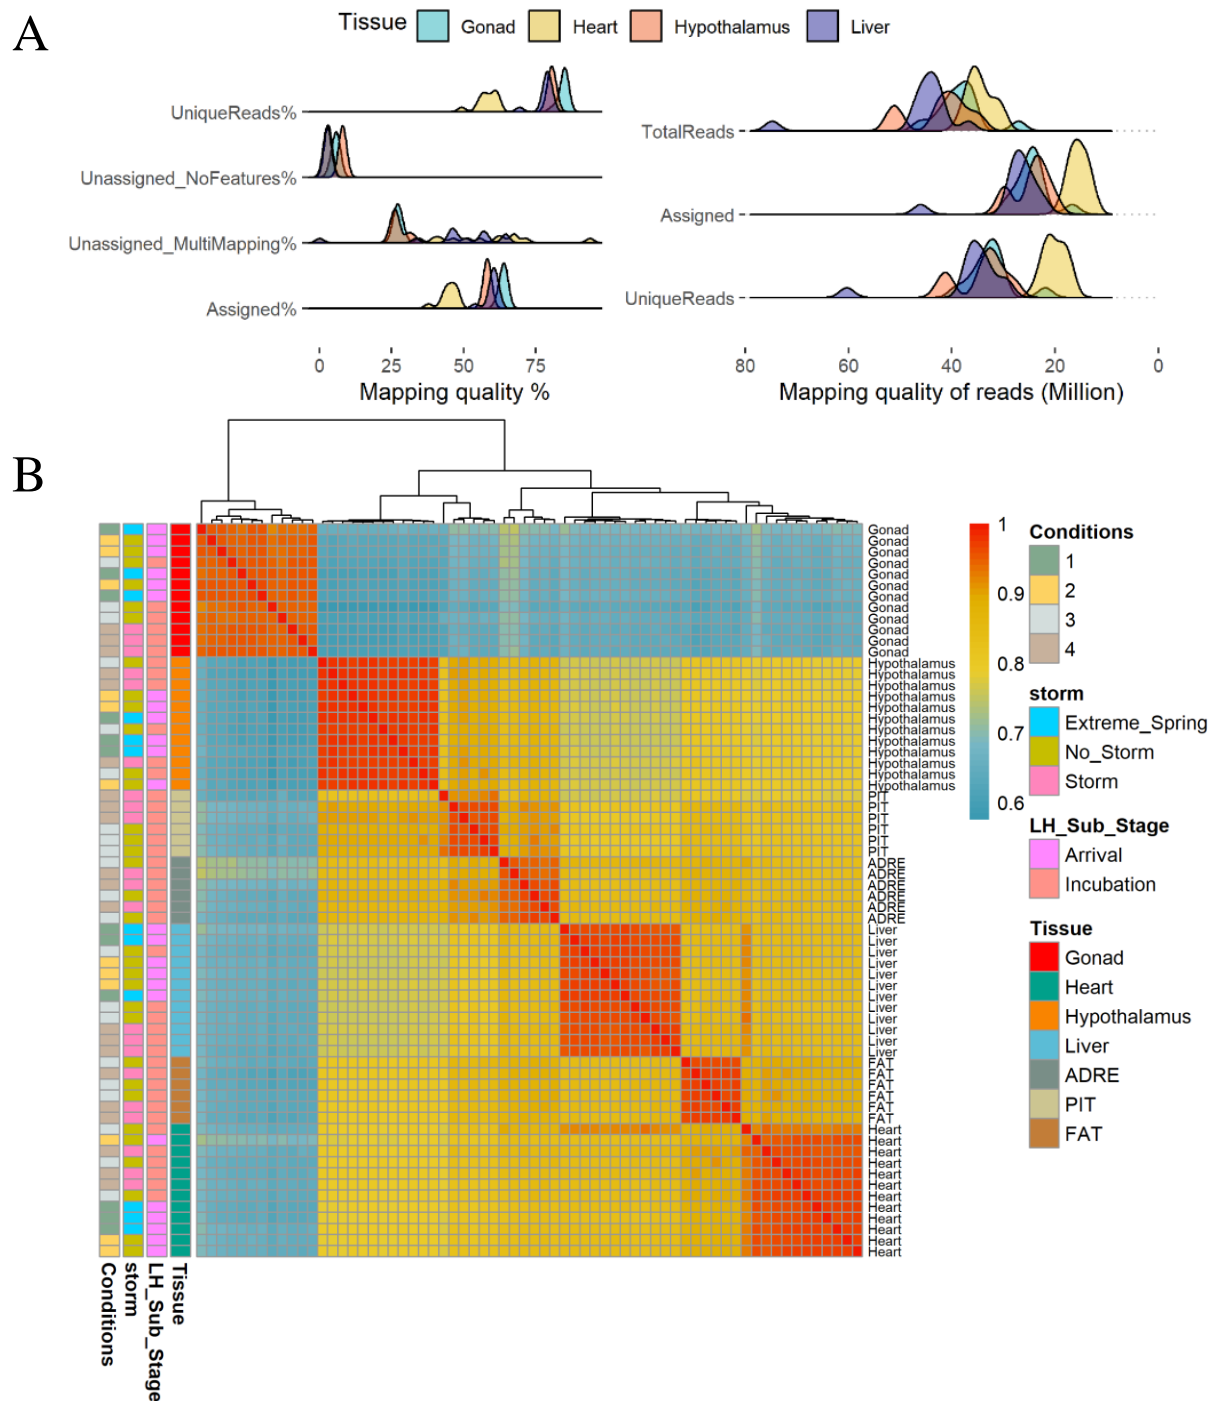 A
Tissue Gonad Heart Hypothalamus Liver
UniqueReads%
Unassigned_NoFeatures%
Unassigned_MultiMapping%
Assigned%
0 25 50 75
Mapping quality %
TotalReads
Assigned
UniqueReads
80 60 40 20 0
Mapping quality of reads (Million)
B
Gonad
Gonad
Gonad
Gonad
Gonad
Gonad
Gonad
Gonad
Gonad
Gonad
Gonad
Gonad
Hypothalamus
Hypothalamus
Hypothalamus
Hypothalamus
Hypothalamus
Hypothalamus
Hypothalamus
Hypothalamus
Hypothalamus
Hypothalamus
Hypothalamus
Hypothalamus
PIT
PIT
PIT
PIT
PIT
PIT
ADRE
ADRE
ADRE
ADRE
ADRE
ADRE
Liver
Liver
Liver
Liver
Liver
Liver
Liver
Liver
Liver
Liver
Liver
Liver
FAT
FAT
FAT
FAT
FAT
FAT
Heart
Heart
Heart
Heart
Heart
Heart
Heart
Heart
Heart
Heart
Heart
Heart
1
0.9
0.8
0.7
0.6
Conditions
1
2
3
4
storm
Extreme_Spring
No_Storm
Storm
LH_Sub_Stage
Arrival
Incubation
Tissue
Gonad
Heart
Hypothalamus
Liver
ADRE
PIT
FAT
Conditions
storm
LH_Sub_Stage
Tissue